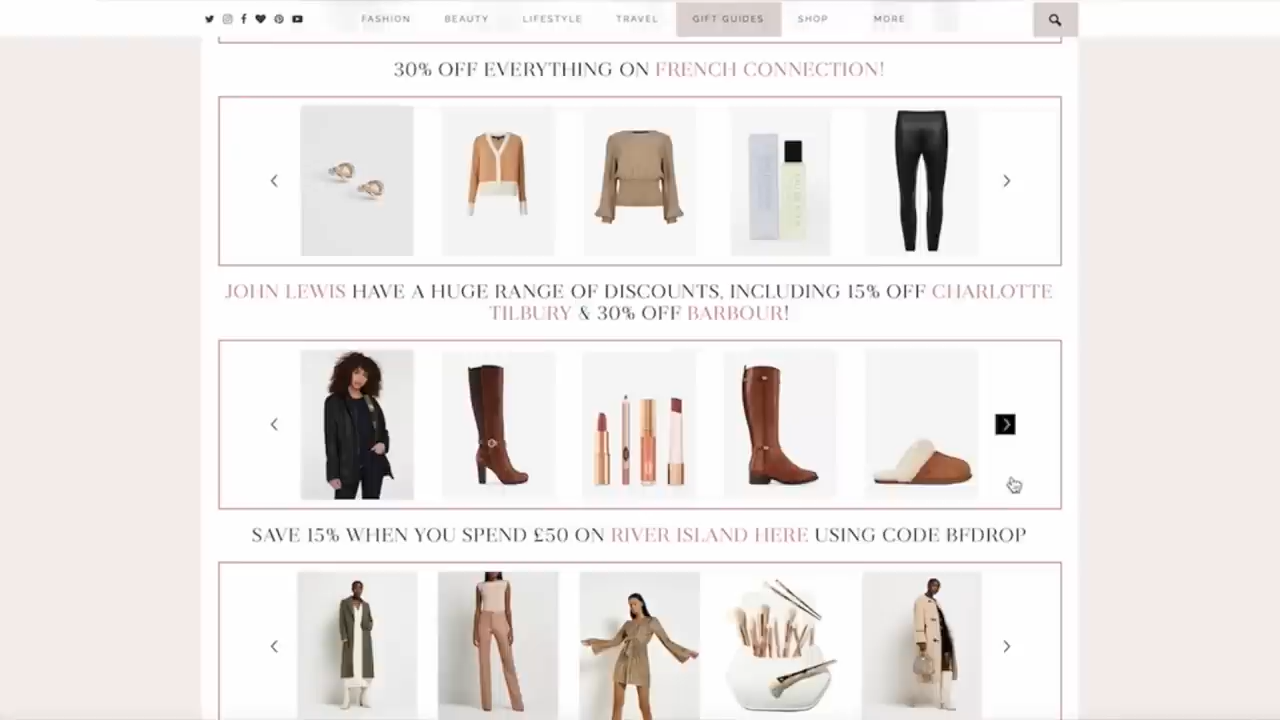 FASHION BEAUTY LIFESTYLE TRAVEL GIFT GUIDES SHOP MORE
30% OFF EVERYTHING ON FRENCH CONNECTION!
JOHN LEWIS HAVE A HUGE RANGE OF DISCOUNTS, INCLUDING 15% OFF CHARLOTTE
TILBURY & 30% OFF BARBOUR!
SAVE 15% WHEN YOU SPEND £50 ON RIVER ISLAND HERE USING CODE BFDROP